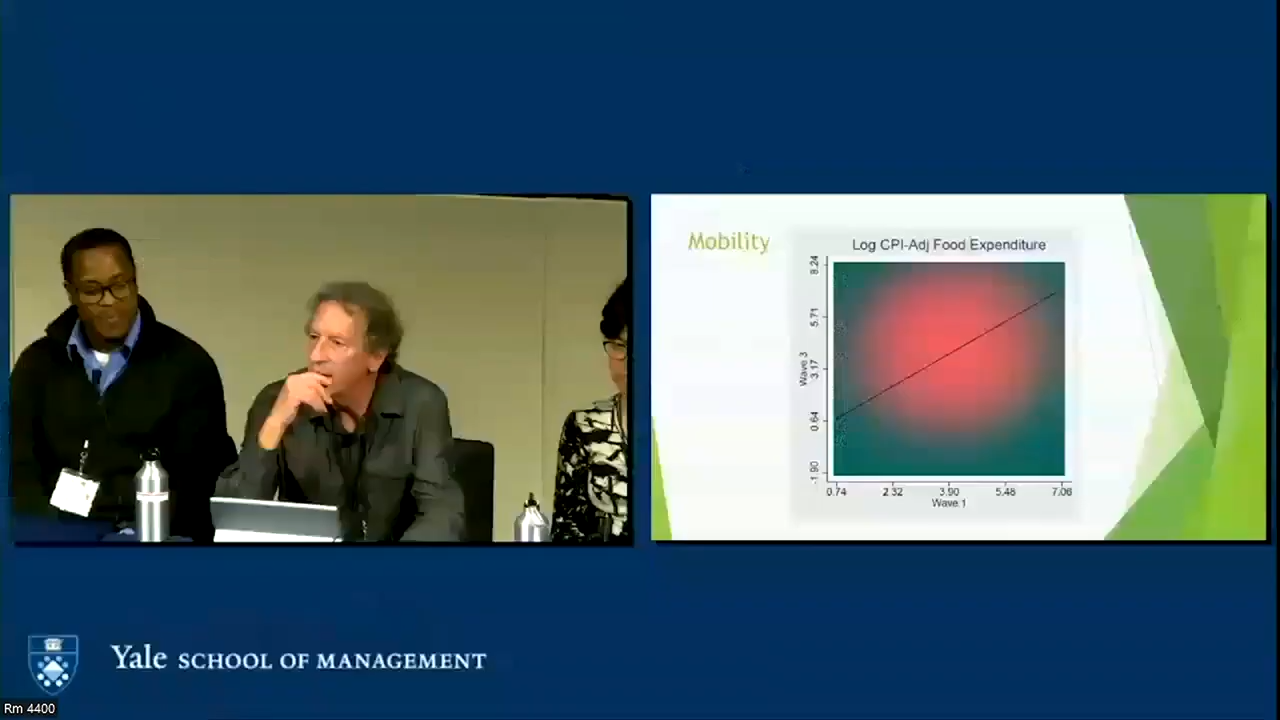 Mobility
Log CPI-Adj Food Expenditure
8.24
5.71
3.17
0.64
-1.90
Wave 3
0.74 2.32 3.90 5.48 7.06
Wave 1
Yale SCHOOL OF MANAGEMENT
Rm 4400